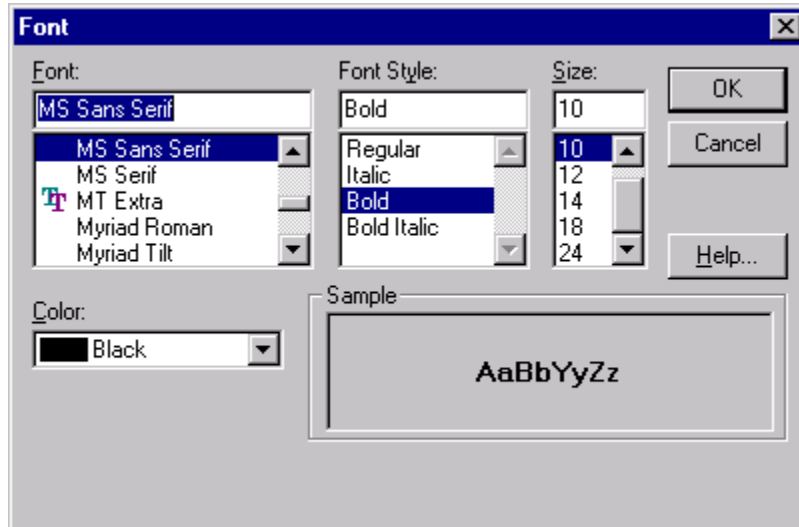 Font
Font:
MS Sans Serif
MS Sans Serif
MS Serif
MT Extra
Myriad Roman
Myriad Tilt
Font Style:
Bold
Regular
Italic
Bold
Bold Italic
Size:
10
10
12
14
18
24
OK
Cancel
Help...
Color:
Black
Sample
AaBbYyZz